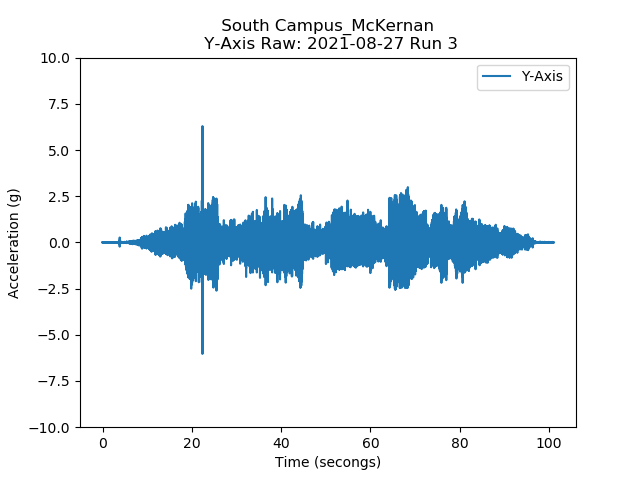 South Campus_McKernan
Y-Axis Raw: 2021-08-27 Run 3
Y-Axis
10.0
7.5
5.0
2.5
0.0
−2.5
−5.0
−7.5
−10.0
Acceleration (g)
0 20 40 60 80 100
Time (secongs)